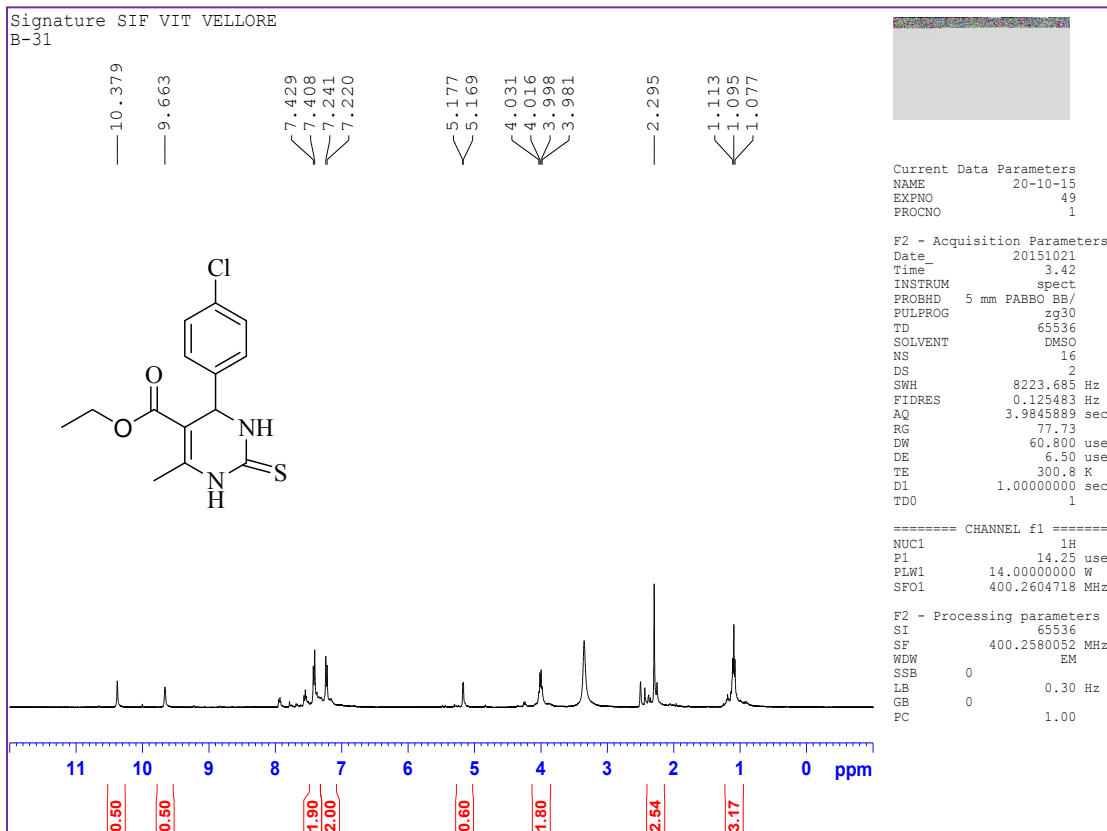 Signature SIF VIT VELLORE
B-31
10.379
9.663
7.429
7.408
7.241
7.220
5.177
5.169
4.031
4.016
3.998
3.981
2.295
1.113
1.095
1.077
Cl
O
O
NH
N
H
S
11 10 9 8 7 6 5 4 3 2 1 0 ppm
0.50
0.50
1.90
2.00
0.60
1.80
2.54
3.17
Current Data Parameters
NAME 20-10-15
EXPNO 49
PROCNO 1
F2 - Acquisition Parameters
Date_ 20151021
Time 3.42
INSTRUM spect
PROBHD 5 mm PABBO BB/
PULPROG zg30
TD 65536
SOLVENT DMSO
NS 16
DS 2
SWH 8223.685 Hz
FIDRES 0.125483 Hz
AQ 3.9845889 sec
RG 77.73
DW 60.800 use
DE 6.50 use
TE 300.8 K
D1 1.00000000 sec
TD0 1
======== CHANNEL f1 =======
NUC1 1H
P1 14.25 use
PLW1 14.00000000 W
SFO1 400.2604718 MHz
F2 - Processing parameters
SI 65536
SF 400.2580052 MHz
WDW EM
SSB 0
LB 0.30 Hz
GB 0
PC 1.00